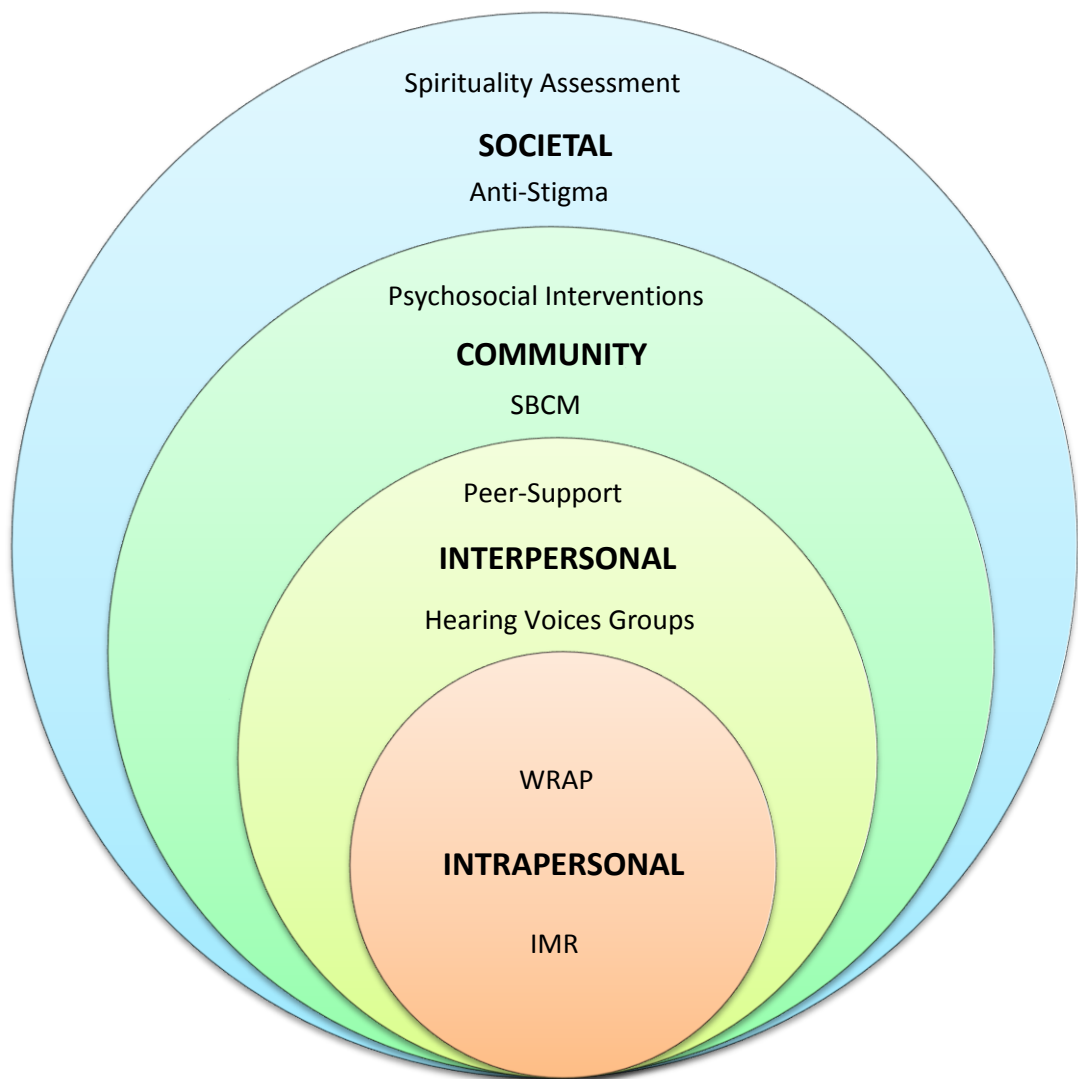 Spirituality Assessment
SOCIETAL
Anti-Stigma
Psychosocial Interventions
COMMUNITY
SBCM
Peer-Support
INTERPERSONAL
Hearing Voices Groups
WRAP
INTRAPERSONAL
IMR